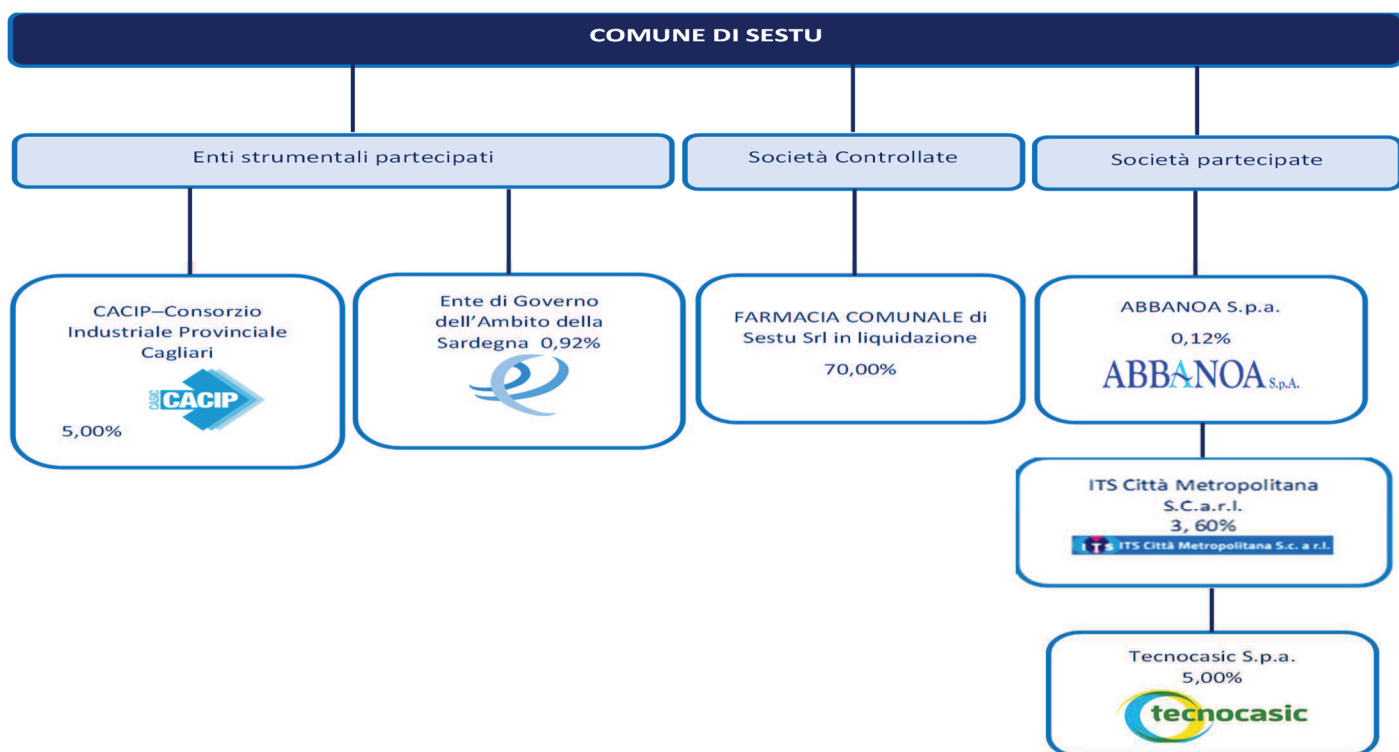 COMUNE DI SESTU
Enti strumentali partecipati
Società Controllate
Società partecipate
CACIP–Consorzio
Industriale Provinciale
Cagliari
CASIC
CACIP
5,00%
Ente di Governo
dell'Ambito della
Sardegna 0,92%
FARMACIA COMUNALE di
Sestu Srl in liquidazione
70,00%
ABBANOA S.p.a.
0,12%
ABBANOA S.p.A.
ITS Città Metropolitana
S.C.a.r.l.
3, 60%
ITS ITS Città Metropolitana S.c. a r.l.
Tecnocasic S.p.a.
5,00%
tecnocasic